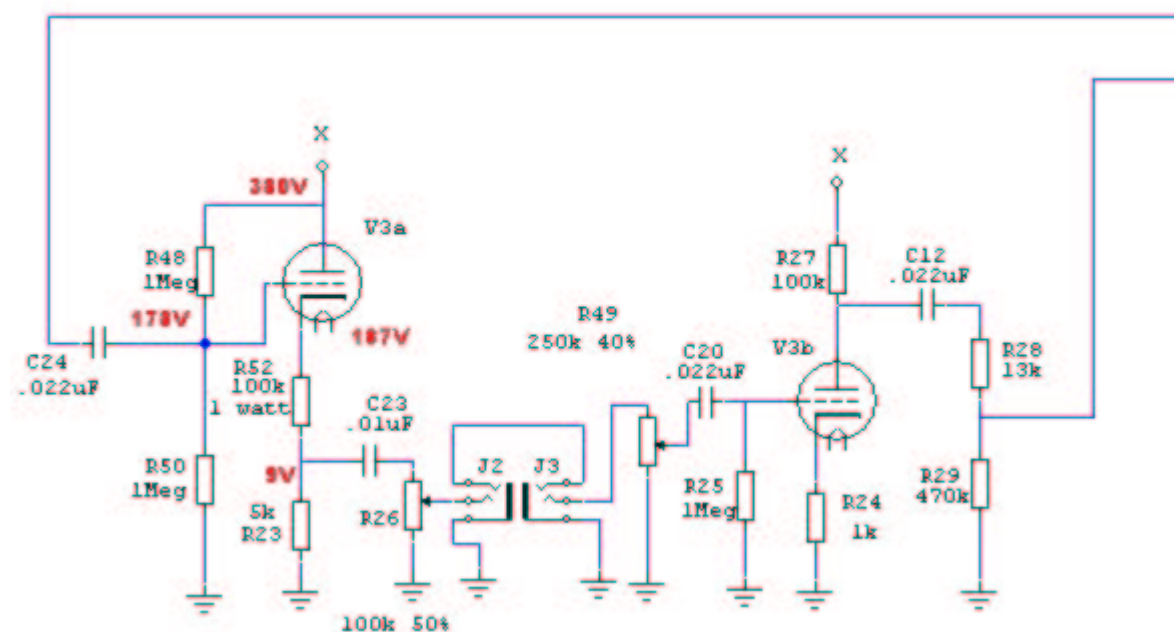 X
380V
V3a
R48
1Meg
178V
187V
C24
.022uF
R52
100k
1 watt
C23
.01uF
R50
1Meg
9V
5k
R23
R26
100k 50%
J2
J3
R49
250k 40%
C20
.022uF
R25
1Meg
X
R27
100k
C12
.022uF
V3b
R28
13k
R24
1k
R29
470k